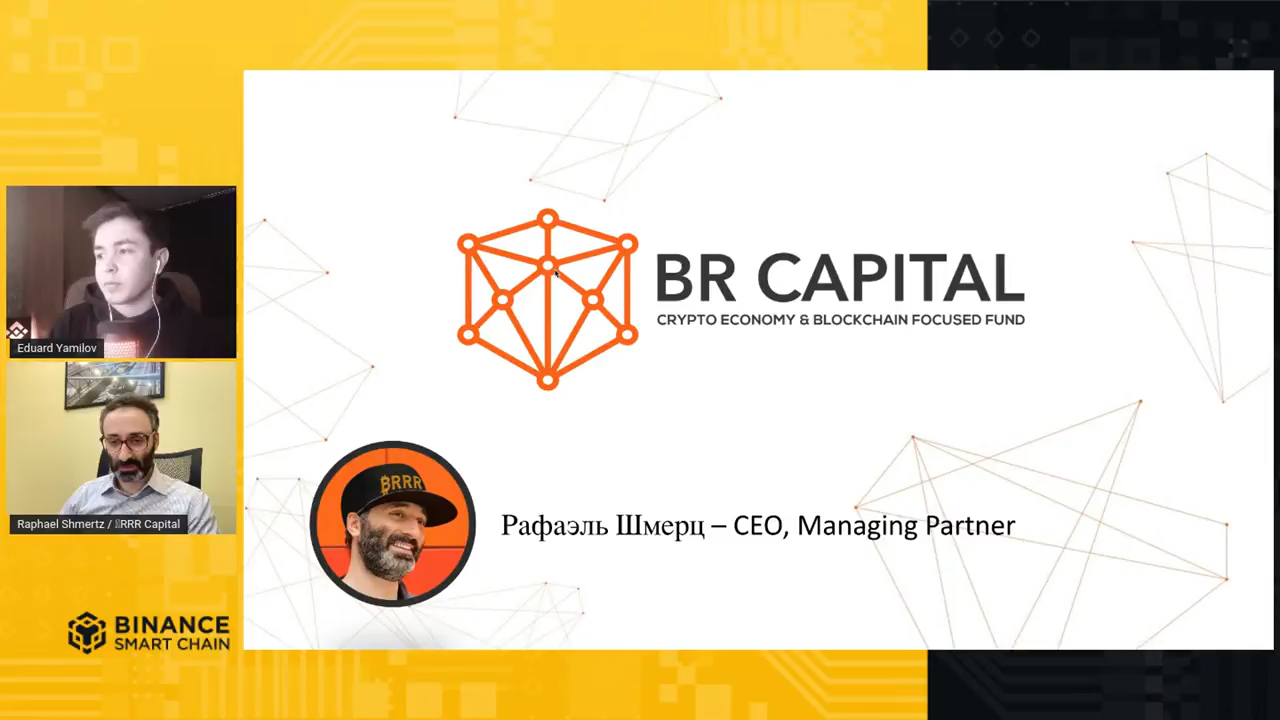 BR CAPITAL
CRYPTO ECONOMY & BLOCKCHAIN FOCUSED FUND
Eduard Yamilov
Raphael Shmertz / ₿RRR Capital
₿RRR
Рафаэль Шмерц – CEO, Managing Partner
BINANCE
SMART CHAIN